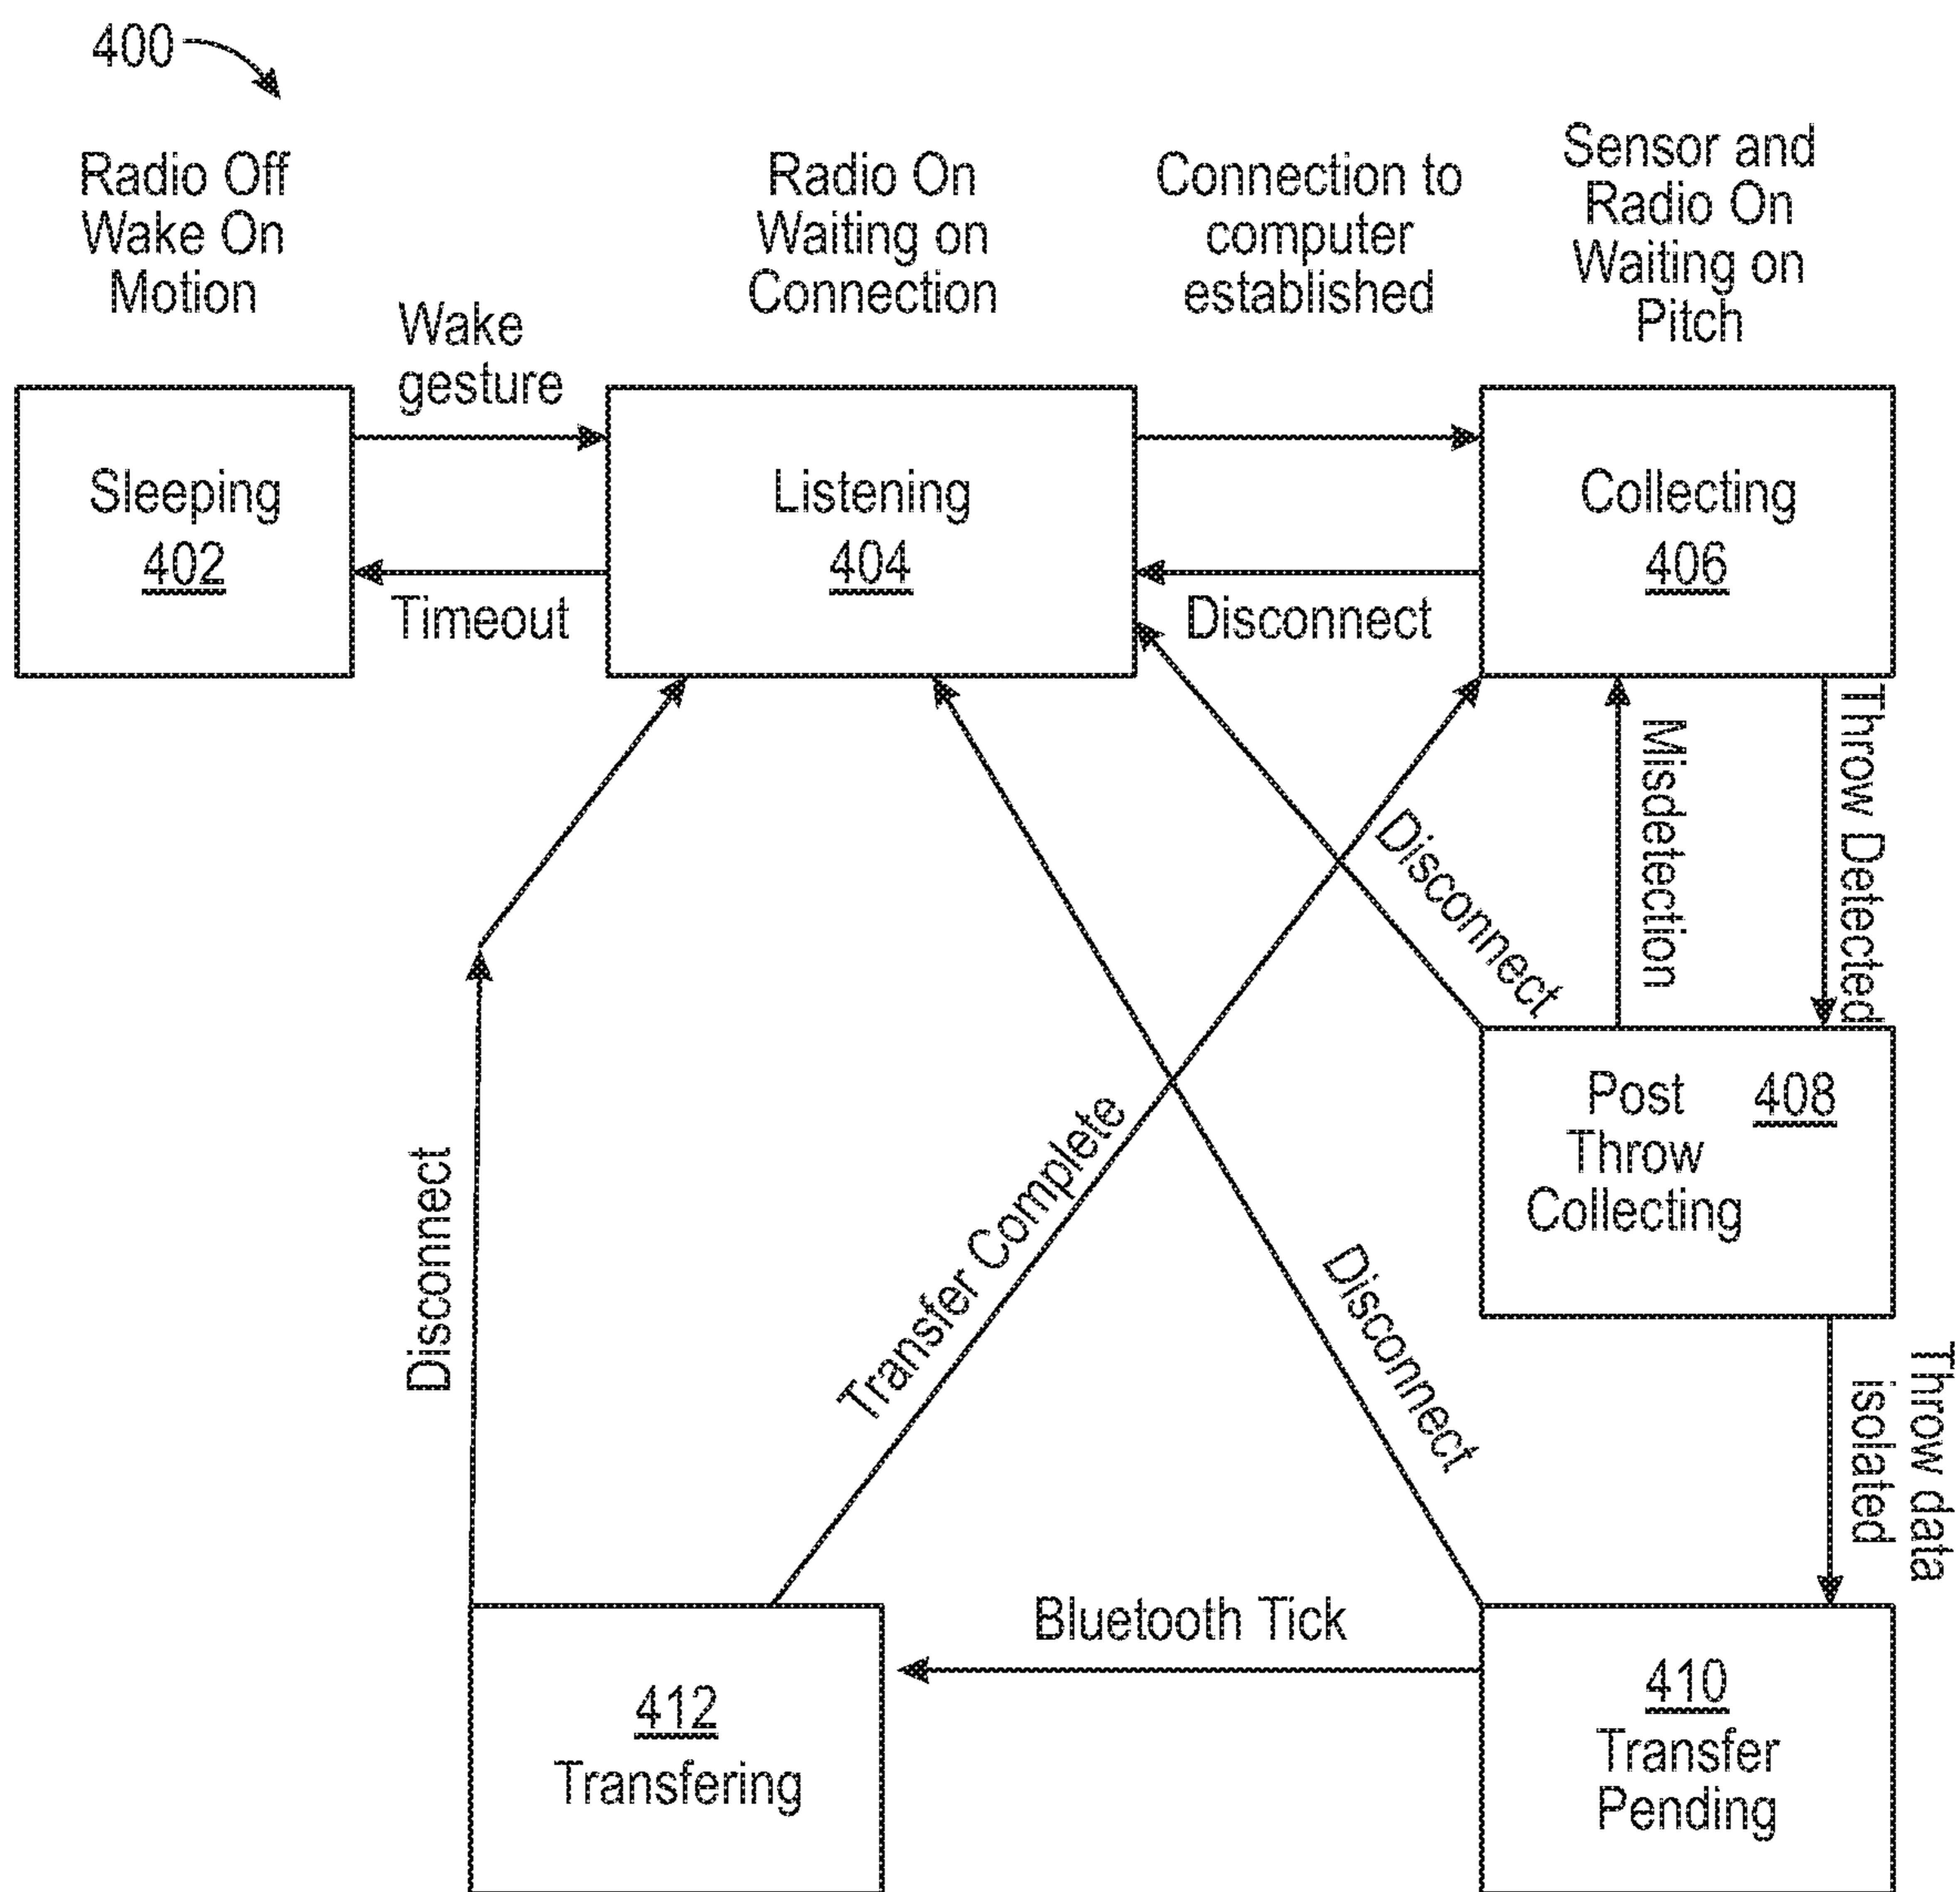 400
Radio Off
Wake On
Motion
Radio On
Waiting on
Connection
Connection to
computer
established
Sensor and
Radio On
Waiting on
Pitch
Wake
gesture
Sleeping
402
Listening
404
Collecting
406
Timeout
Disconnect
Misdetection
Throw Detected
Disconnect
Post
Throw
Collecting
408
Disconnect
Transfer Complete
Disconnect
Throw data
isolated
Bluetooth Tick
412
Transfering
410
Transfer
Pending